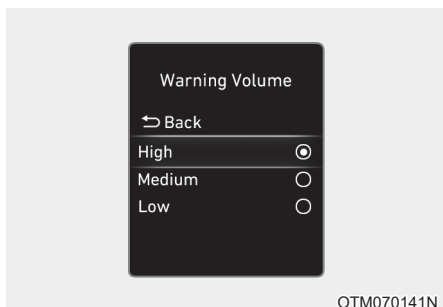 Warning Volume
Back
High
Medium
Low
OTM070141N